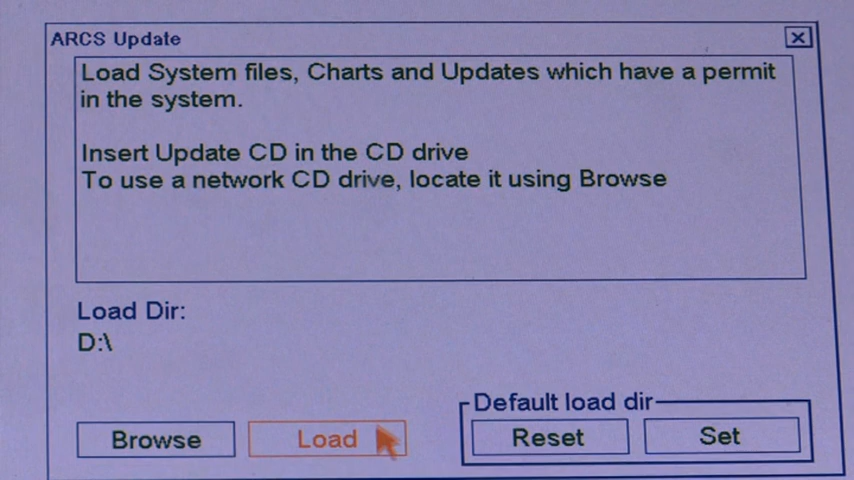 ARCS Update
Load System files, Charts and Updates which have a permit
in the system.
Insert Update CD in the CD drive
To use a network CD drive, locate it using Browse
Load Dir:
D:\
Default load dir
Browse Load Reset Set